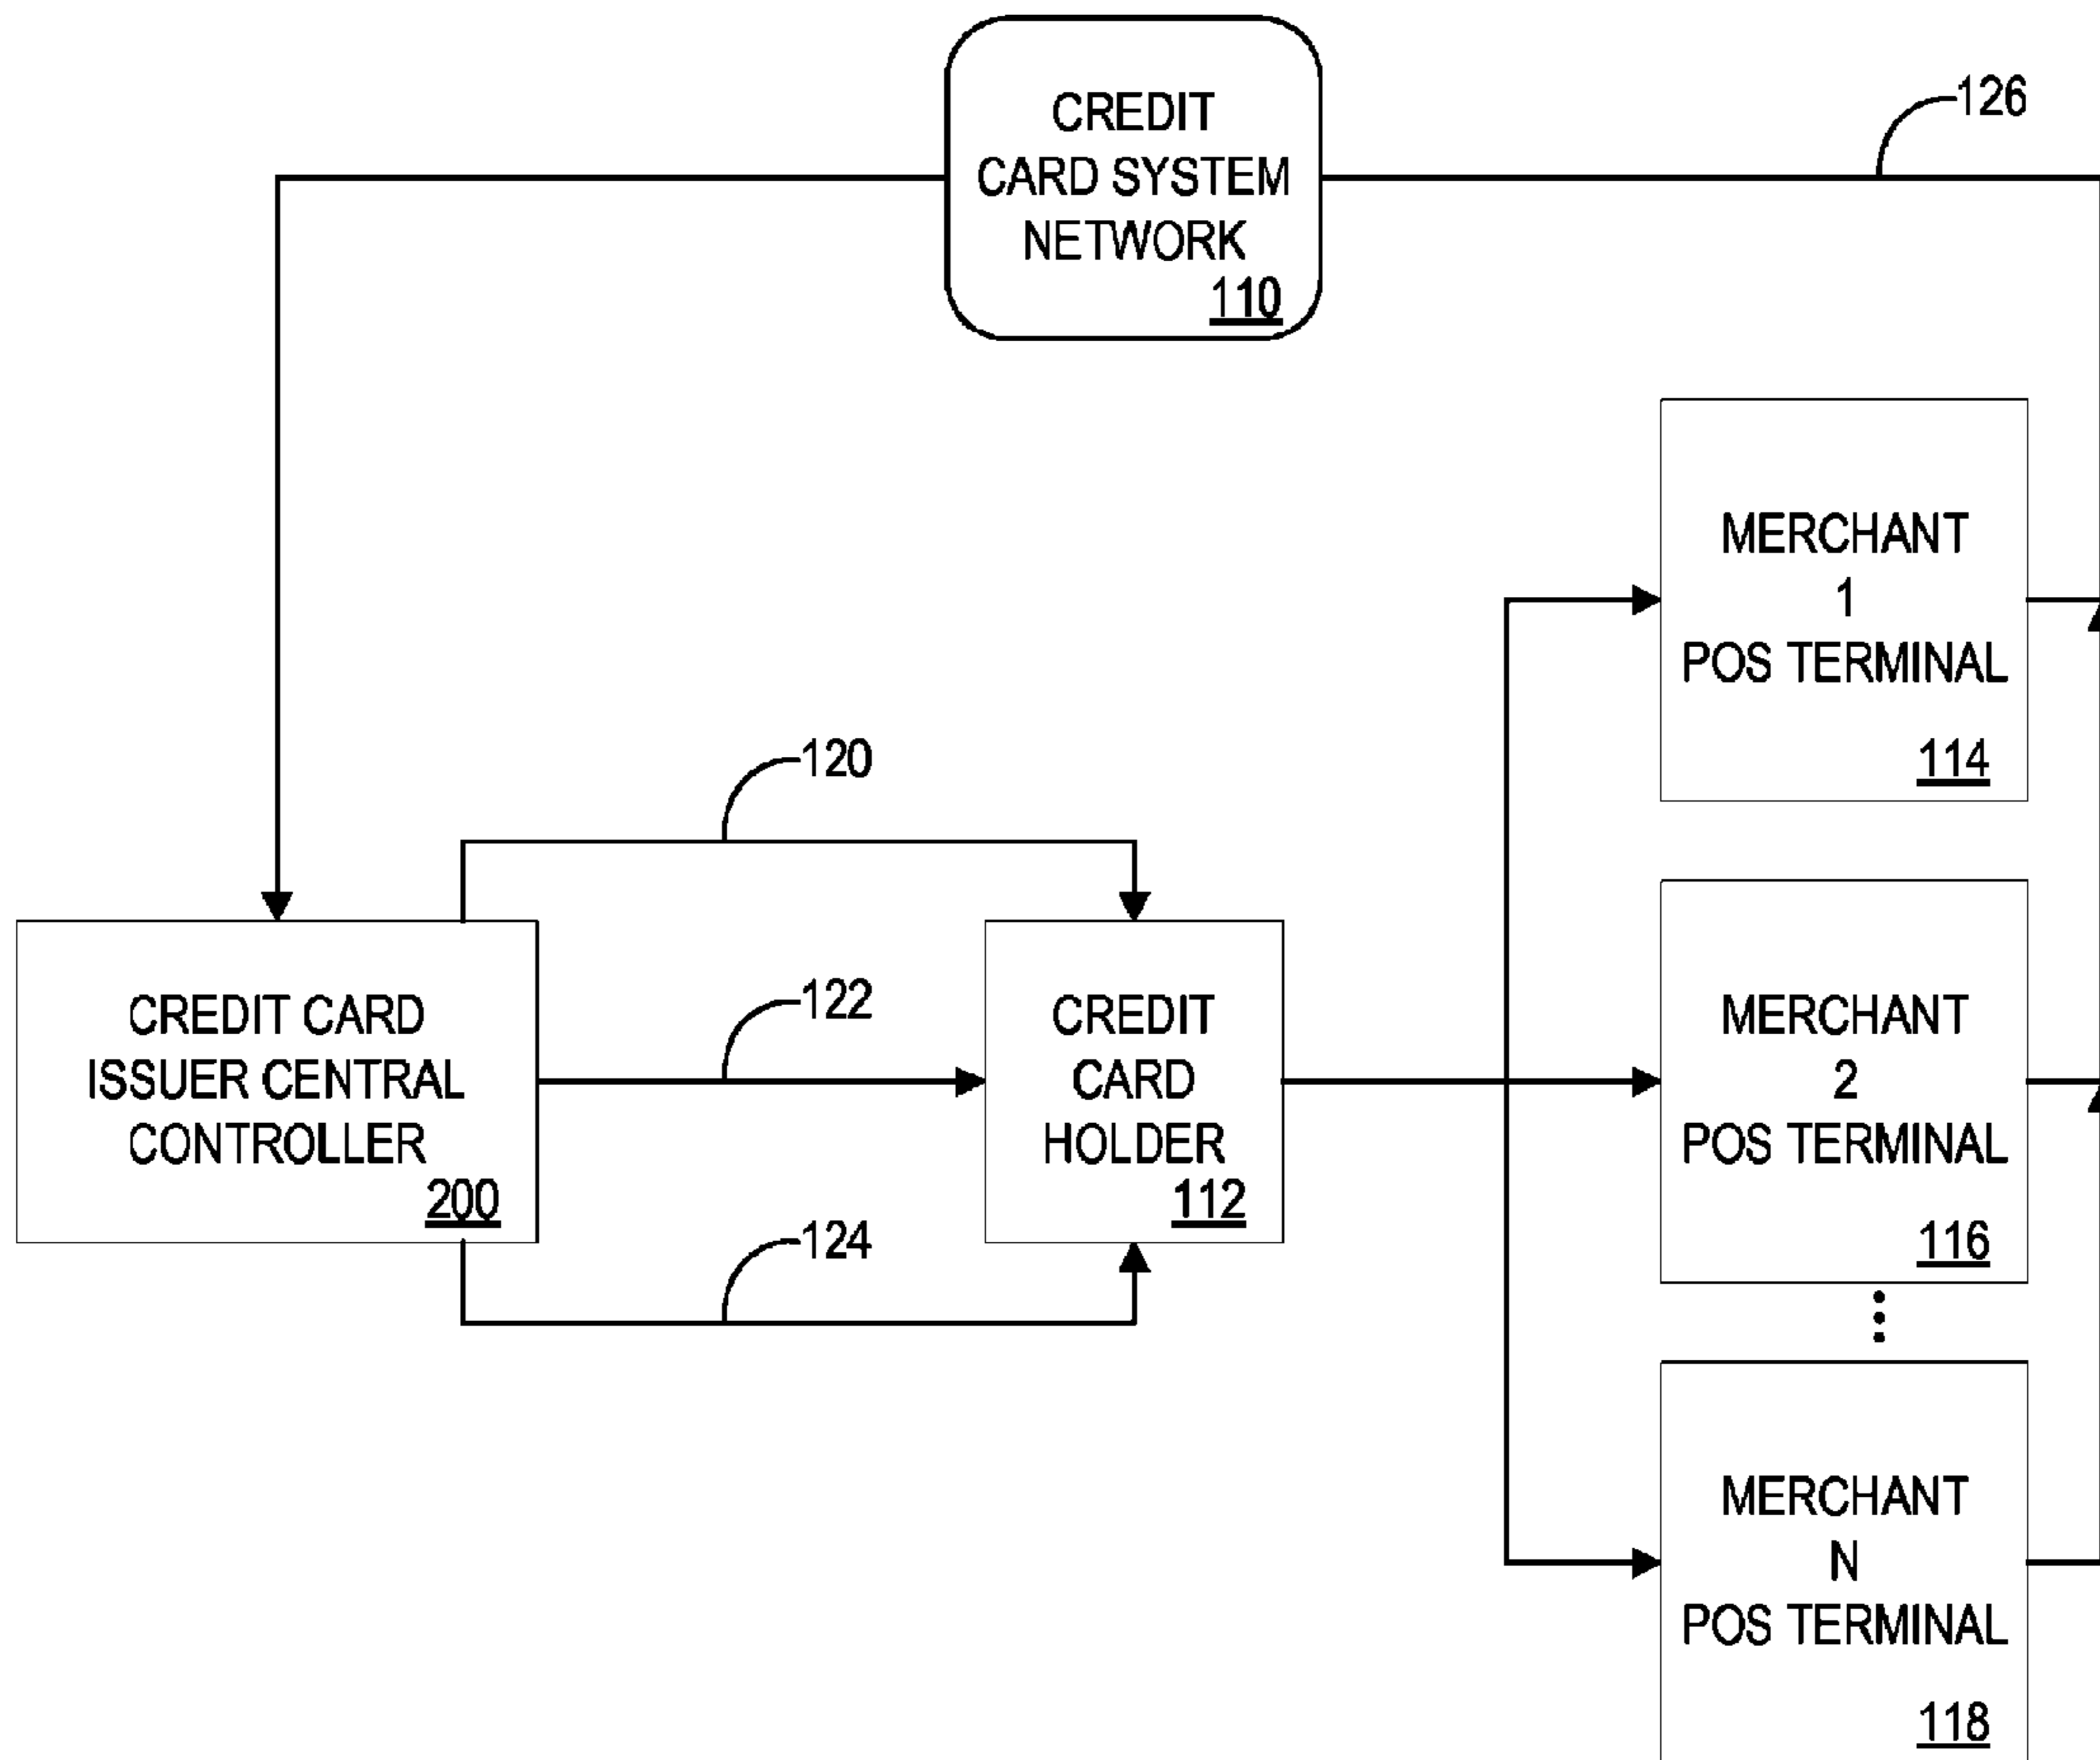 CREDIT
CARD SYSTEM
NETWORK
110
126
MERCHANT
1
POS TERMINAL
114
120
CREDIT CARD
ISSUER CENTRAL
CONTROLLER
200
122
124
CREDIT
CARD
HOLDER
112
MERCHANT
2
POS TERMINAL
116
MERCHANT
N
POS TERMINAL
118